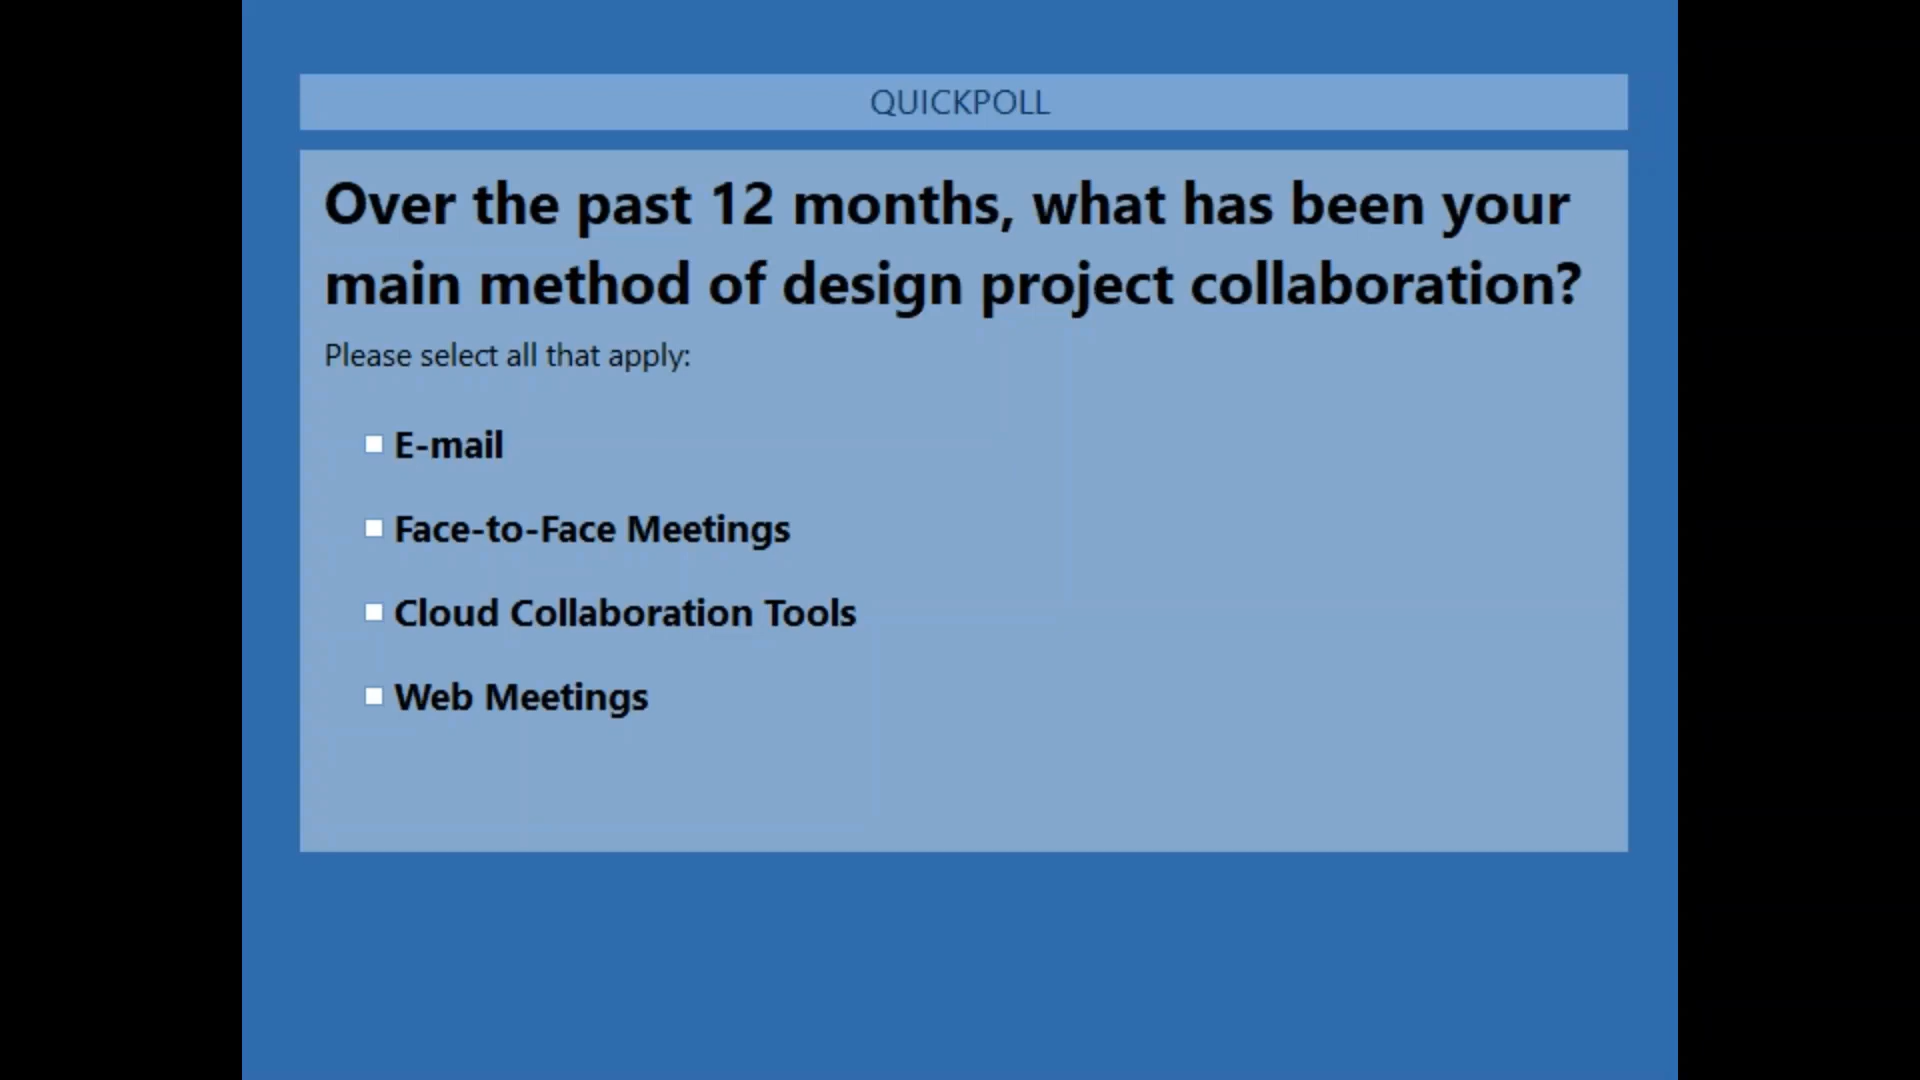 QUICKPOLL
Over the past 12 months, what has been your
main method of design project collaboration?
Please select all that apply:
E-mail
Face-to-Face Meetings
Cloud Collaboration Tools
Web Meetings